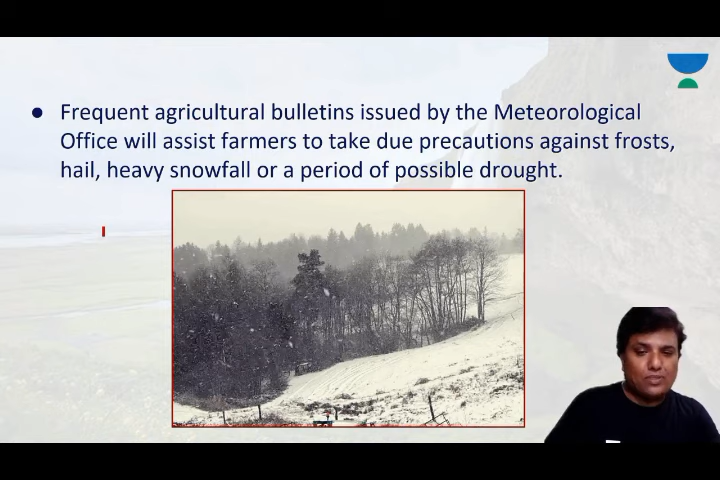 ● Frequent agricultural bulletins issued by the Meteorological
Office will assist farmers to take due precautions against frosts,
hail, heavy snowfall or a period of possible drought.